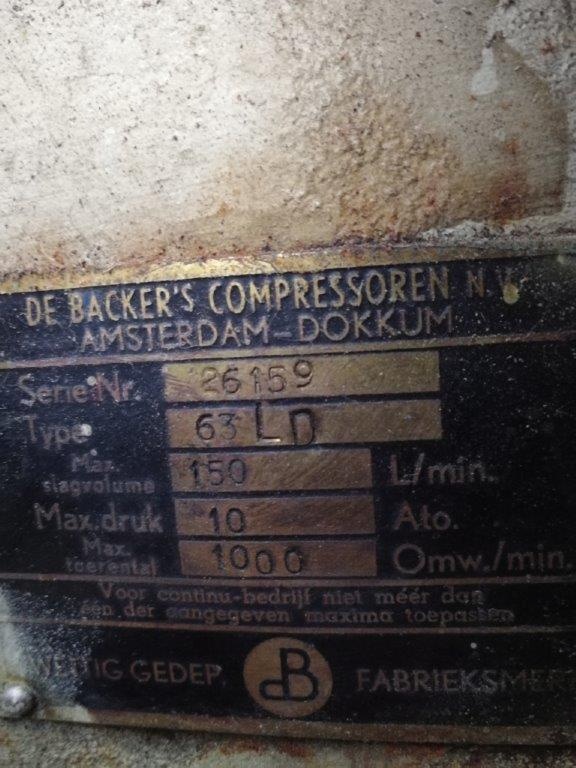 DE BACKER'S COMPRESSOREN N.V.
AMSTERDAM-DOKKUM
Serie Nr. 26159
Type 63 LD
Max. slagvolume 150 L/min.
Max. druk 10 Ato.
Max. toerental 1000 Omw./min.
Voor continu-bedrijf niet méér dan
één der aangegeven maxima toepassen
WETTIG GEDEP. dB FABRIEKSMERK